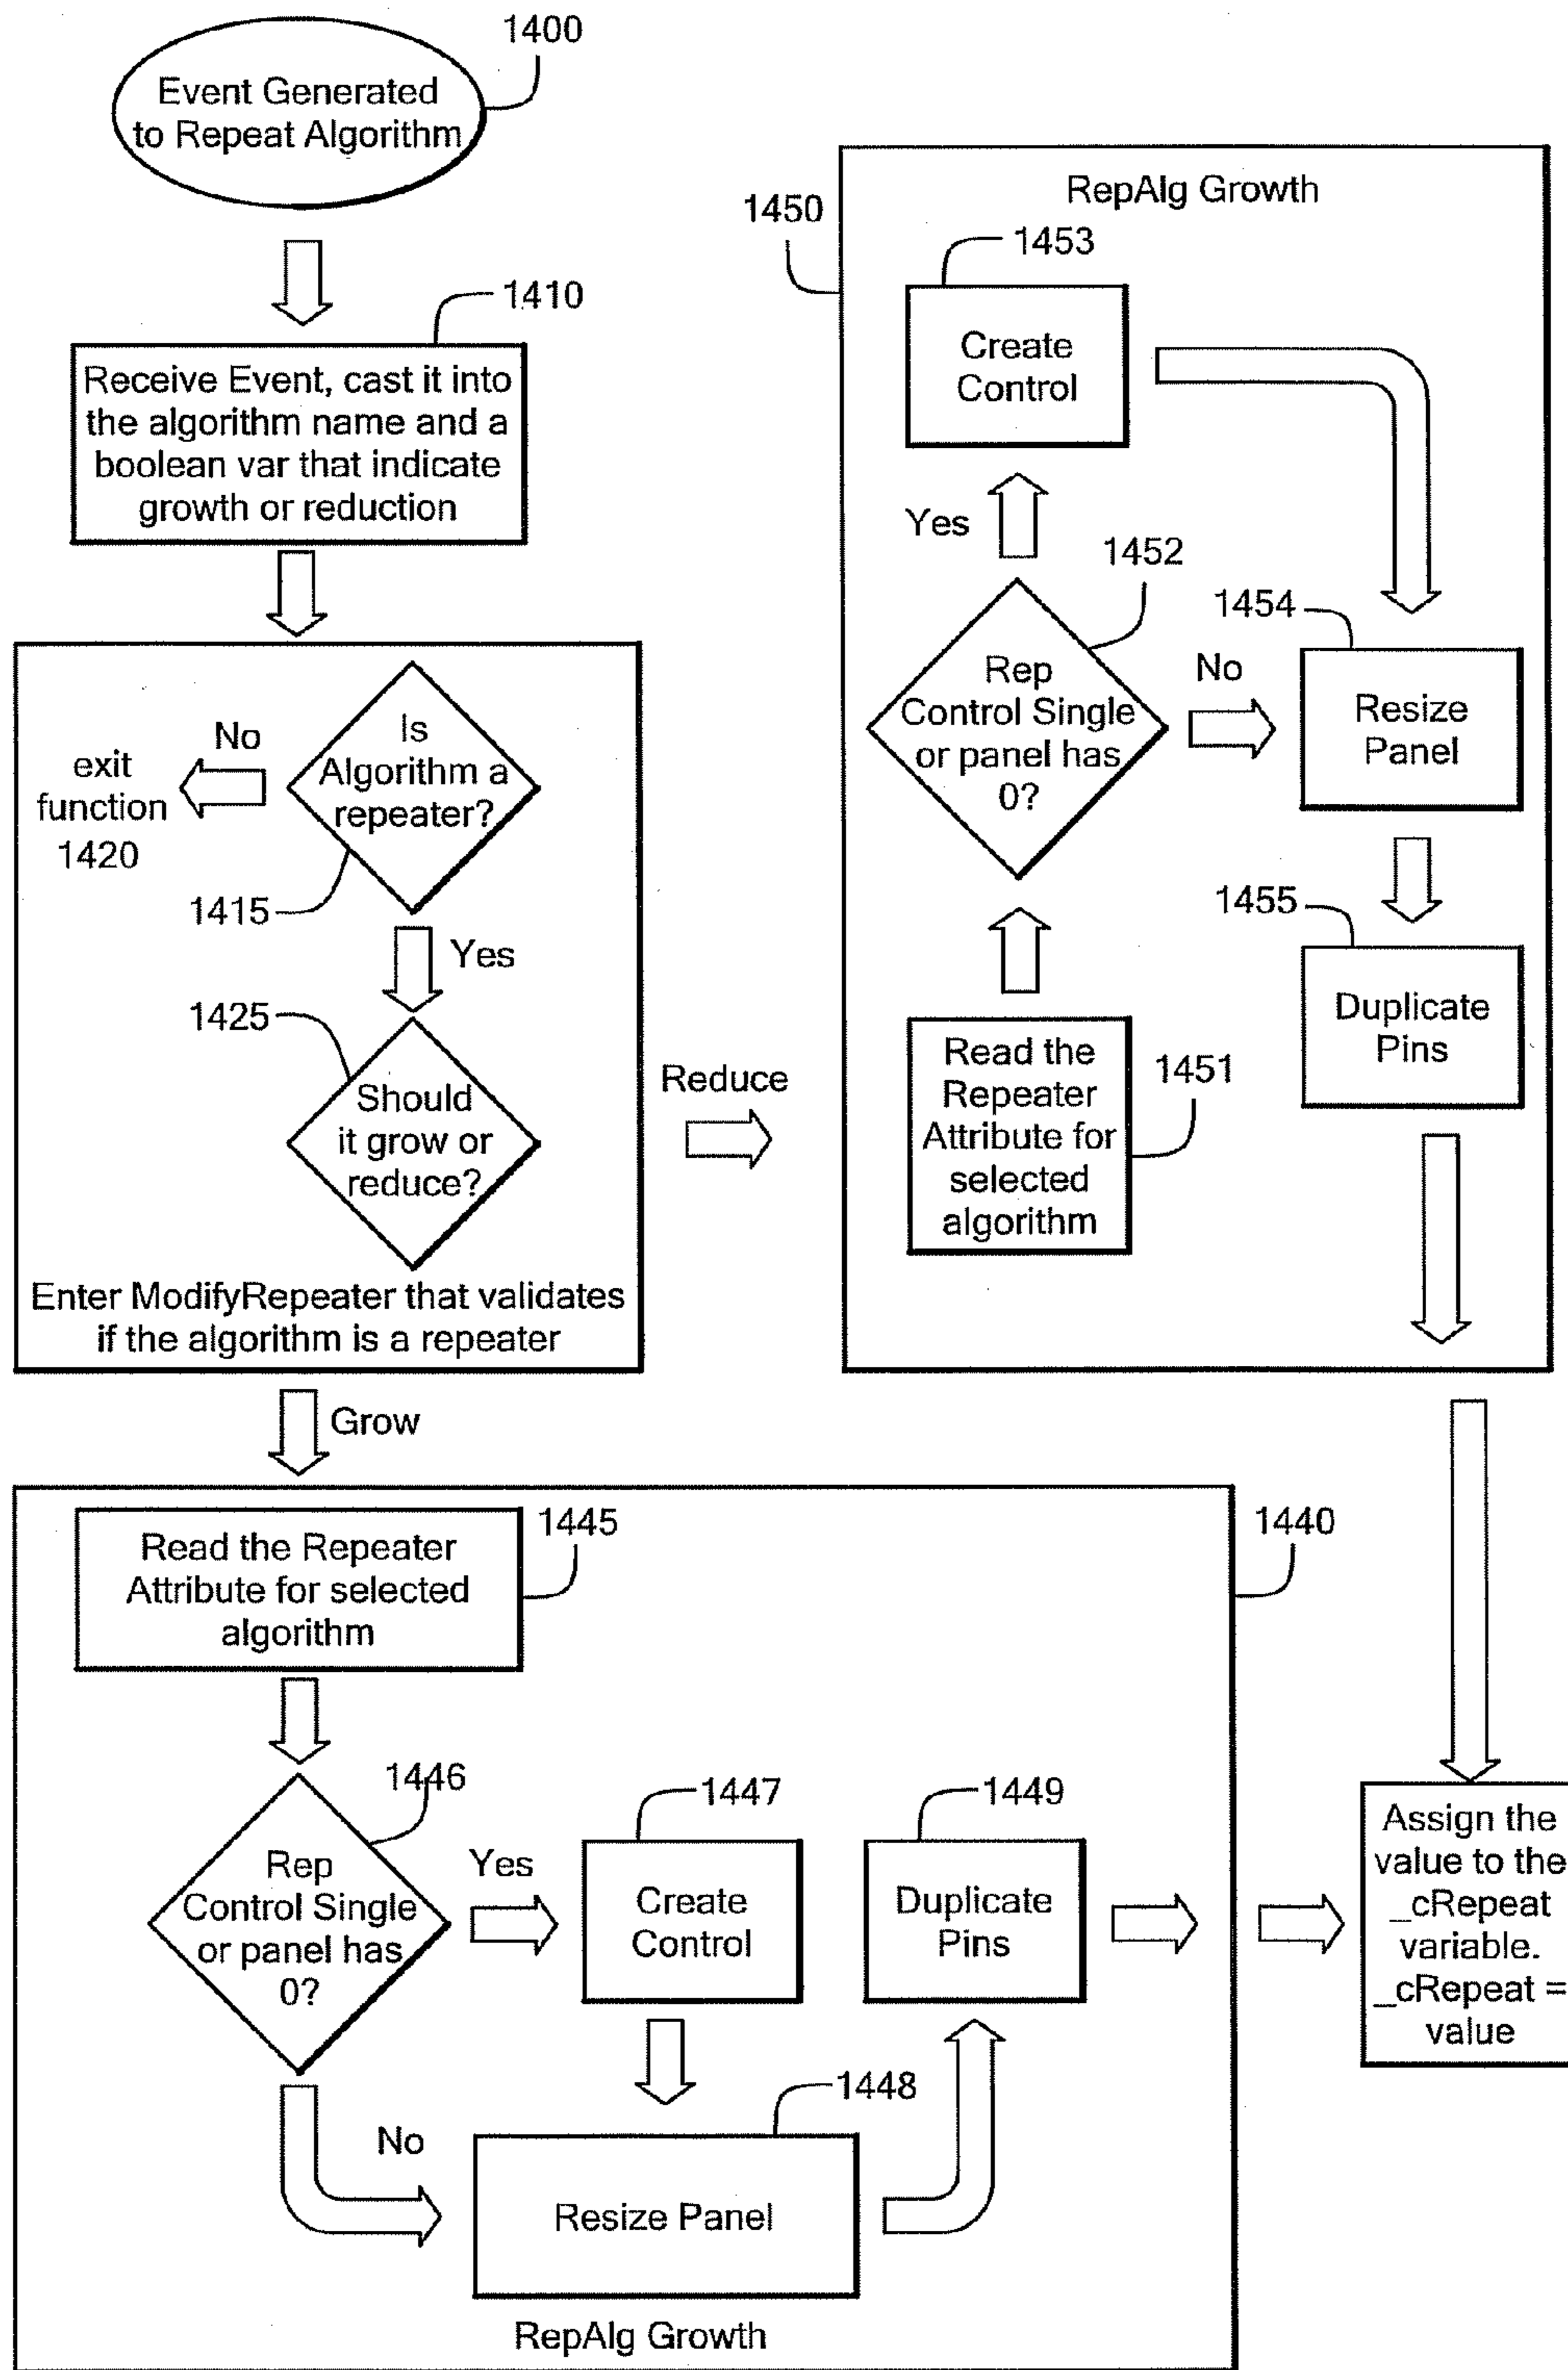 1400
Event Generated
to Repeat Algorithm
1410
Receive Event, cast it into
the algorithm name and a
boolean var that indicate
growth or reduction
Is
Algorithm a
repeater?
No
exit
function
1420
1415
Yes
1425
Should
it grow or
reduce?
Enter ModifyRepeater that validates
if the algorithm is a repeater
Reduce
1450
RepAlg Growth
1453
Create
Control
Yes
1452
Rep
Control Single
or panel has
0?
No
1454
Resize
Panel
1455
Duplicate
Pins
Read the
Repeater
Attribute for
selected
algorithm
1451
Grow
1440
1445
Read the Repeater
Attribute for selected
algorithm
1446
Rep
Control Single
or panel has
0?
Yes
1447
Create
Control
1449
Duplicate
Pins
No
1448
Resize Panel
RepAlg Growth
Assign the
value to the
_cRepeat
variable.
_cRepeat =
value